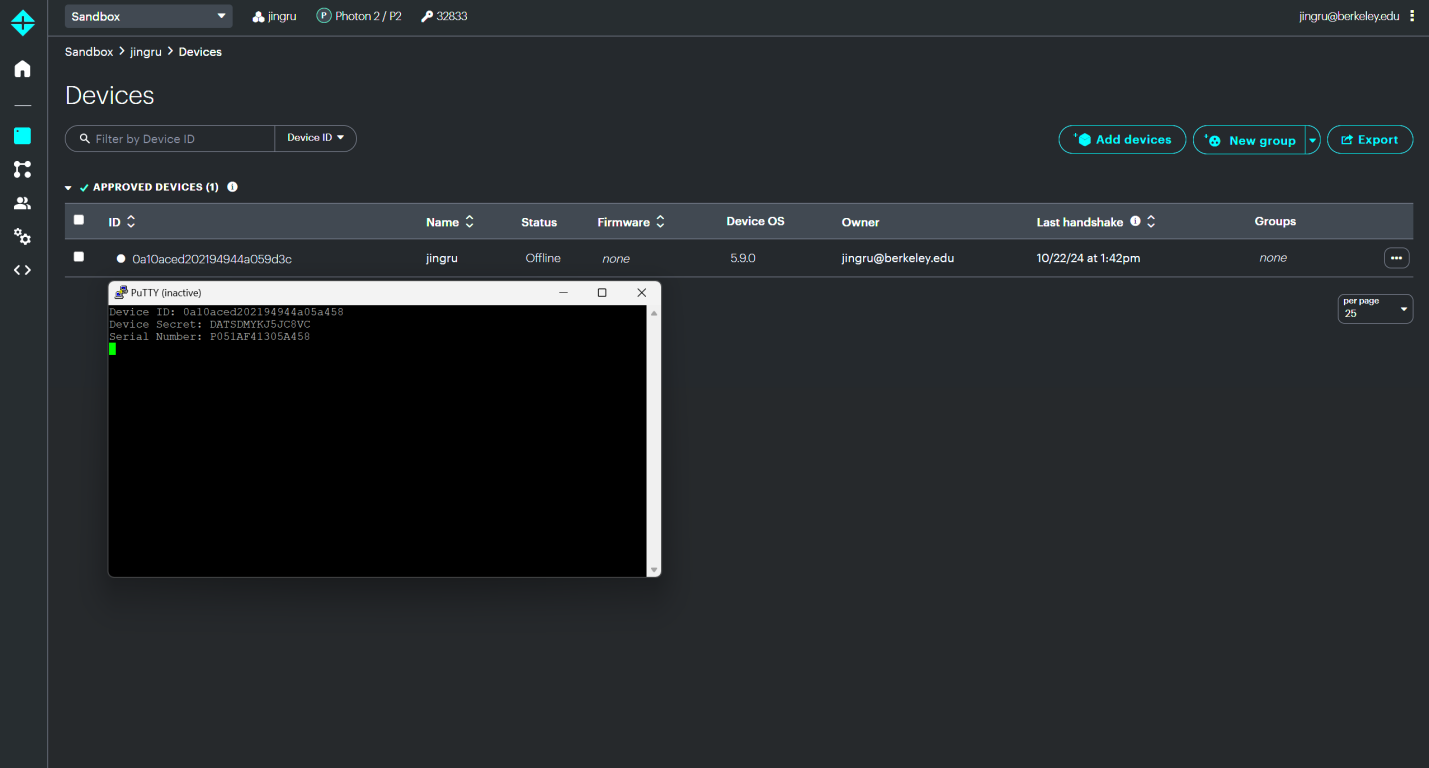 Sandbox jingru P Photon 2 / P2 32833 jingru@berkeley.edu
Sandbox > jingru > Devices
Devices
Filter by Device ID Device ID Add devices New group Export
APPROVED DEVICES (1)
ID Name Status Firmware Device OS Owner Last handshake Groups
0a10aced202194944a059d3c jingru Offline none 5.9.0 jingru@berkeley.edu 10/22/24 at 1:42pm none
PuTTY (inactive)
per page
25
Device ID: 0a10aced202194944a05a458
Device Secret: DATSDMYKJ5JC8VC
Serial Number: P051AF41305A458